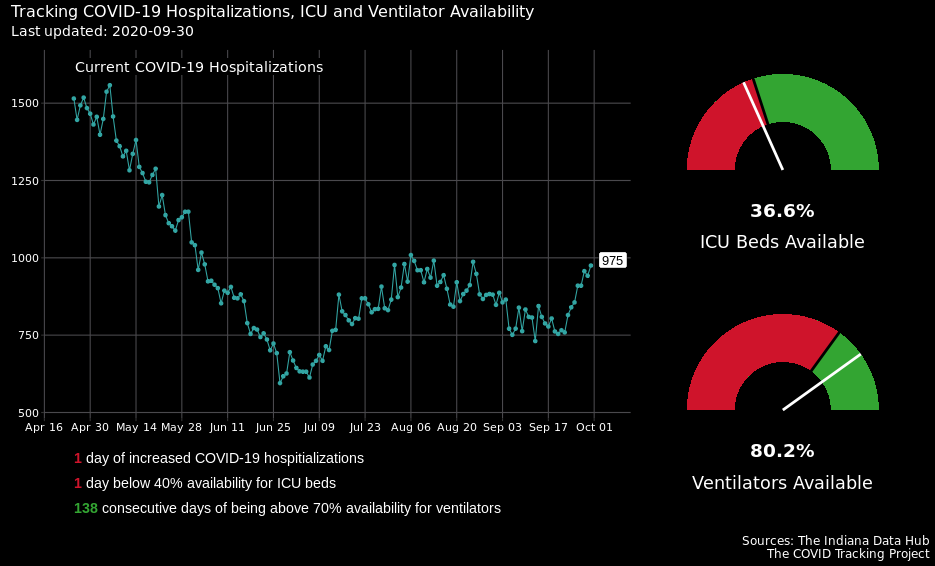 Tracking COVID-19 Hospitalizations, ICU and Ventilator Availability
Last updated: 2020-09-30
Current COVID-19 Hospitalizations
1500
1250
1000
750
500
975
Apr 16 Apr 30 May 14 May 28 Jun 11 Jun 25 Jul 09 Jul 23 Aug 06 Aug 20 Sep 03 Sep 17 Oct 01
1 day of increased COVID-19 hospitializations
1 day below 40% availability for ICU beds
138 consecutive days of being above 70% availability for ventilators
36.6%
ICU Beds Available
80.2%
Ventilators Available
Sources: The Indiana Data Hub
The COVID Tracking Project